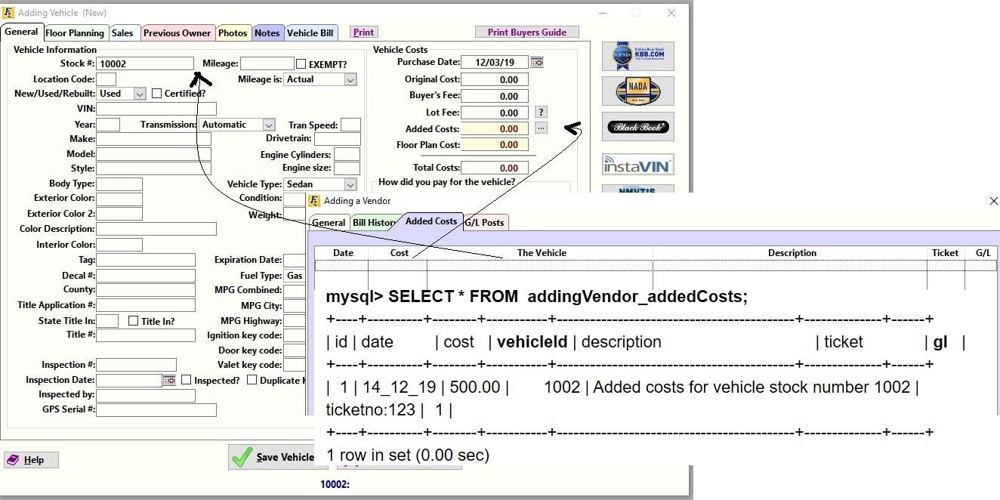 Adding Vehicle (New)
General Floor Planning Sales Previous Owner Photos Notes Vehicle Bill Print Print Buyers Guide
Vehicle Information
Stock #: 10002 Mileage: EXEMPT?
Location Code: Mileage is: Actual
New/Used/Rebuilt: Used Certified?
VIN:
Year: Transmission: Automatic Tran Speed:
Make: Drivetrain:
Model: Engine Cylinders:
Style: Engine size:
Body Type: Vehicle Type: Sedan
Exterior Color: Condition:
Exterior Color 2: Weight:
Color Description:
Interior Color:
Tag: Expiration Date:
Decal #: Fuel Type: Gas
County: MPG Combined:
Title Application #: MPG City:
State Title In: Title In? MPG Highway:
Title #: Ignition key code:
Door key code:
Inspection #: Valet key code:
Inspection Date: Inspected? Duplicate
Inspected by:
GPS Serial #:
Vehicle Costs
Purchase Date: 12/03/19
Original Cost: 0.00
Buyer's Fee: 0.00
Lot Fee: 0.00 ?
Added Costs: 0.00 ...
Floor Plan Cost: 0.00
Total Costs: 0.00
How did you pay for the vehicle?
Kelley Blue Book
KBB.COM
The Trusted Resource
BLUE BOOK
NADA
Black Book
instaVIN
NMVTIS
Adding a Vendor
General Bill History Added Costs G/L Posts
Date Cost The Vehicle Description Ticket G/L
mysql> SELECT * FROM addingVendor_addedCosts;
+----+----------+--------+-----------+--------------------------------------------+--------------+------+
| id | date | cost | vehicleId | description | ticket | gl |
+----+----------+--------+-----------+--------------------------------------------+--------------+------+
| 1 | 14_12_19 | 500.00 | 1002 | Added costs for vehicle stock number 1002 |
ticketno:123 | 1 |
+----+----------+--------+-----------+--------------------------------------------+--------------+------+
1 row in set (0.00 sec)
Help Save Vehicle
10002: